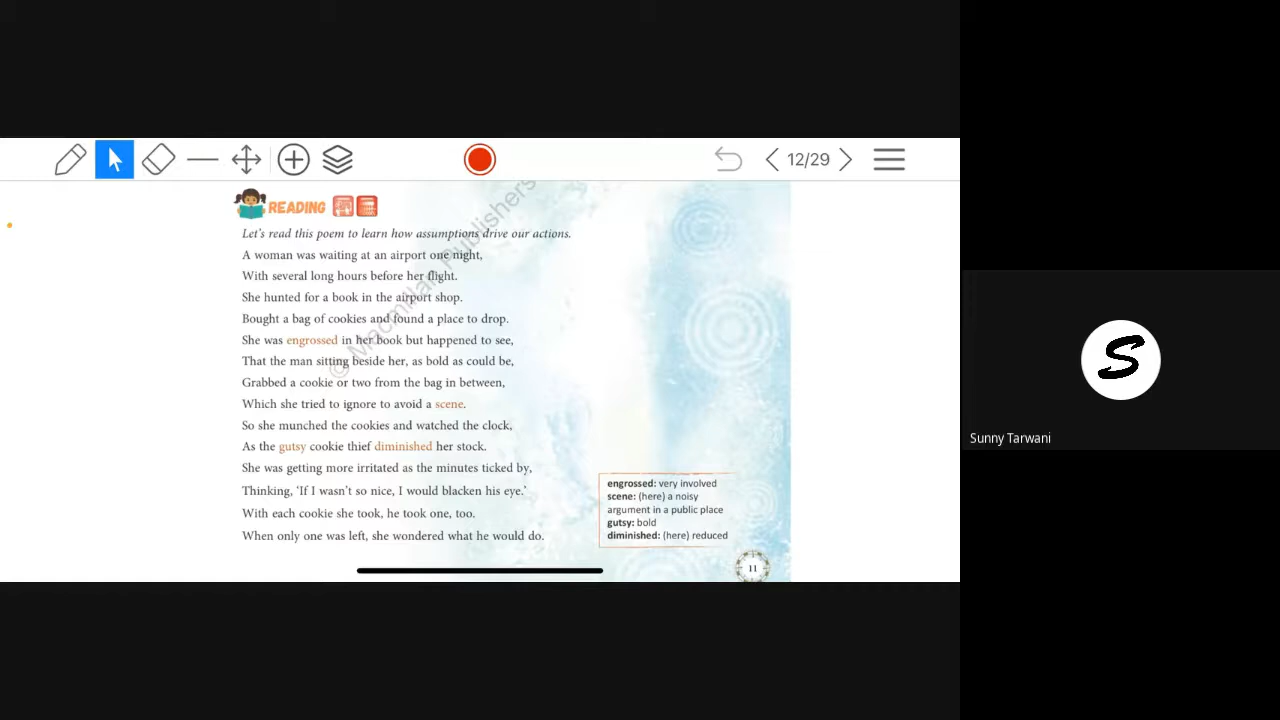 12/29
READING
Let's read this poem to learn how assumptions drive our actions.
A woman was waiting at an airport one night,
With several long hours before her flight.
She hunted for a book in the airport shop.
Bought a bag of cookies and found a place to drop.
She was engrossed in her book but happened to see,
That the man sitting beside her, as bold as could be,
Grabbed a cookie or two from the bag in between,
Which she tried to ignore to avoid a scene.
So she munched the cookies and watched the clock,
As the gutsy cookie thief diminished her stock.
She was getting more irritated as the minutes ticked by,
Thinking, ‘If I wasn't so nice, I would blacken his eye.’
With each cookie she took, he took one, too.
When only one was left, she wondered what he would do.
engrossed: very involved
scene: (here) a noisy
argument in a public place
gutsy: bold
diminished: (here) reduced
11
© Macmillan Publishers
S
Sunny Tarwani